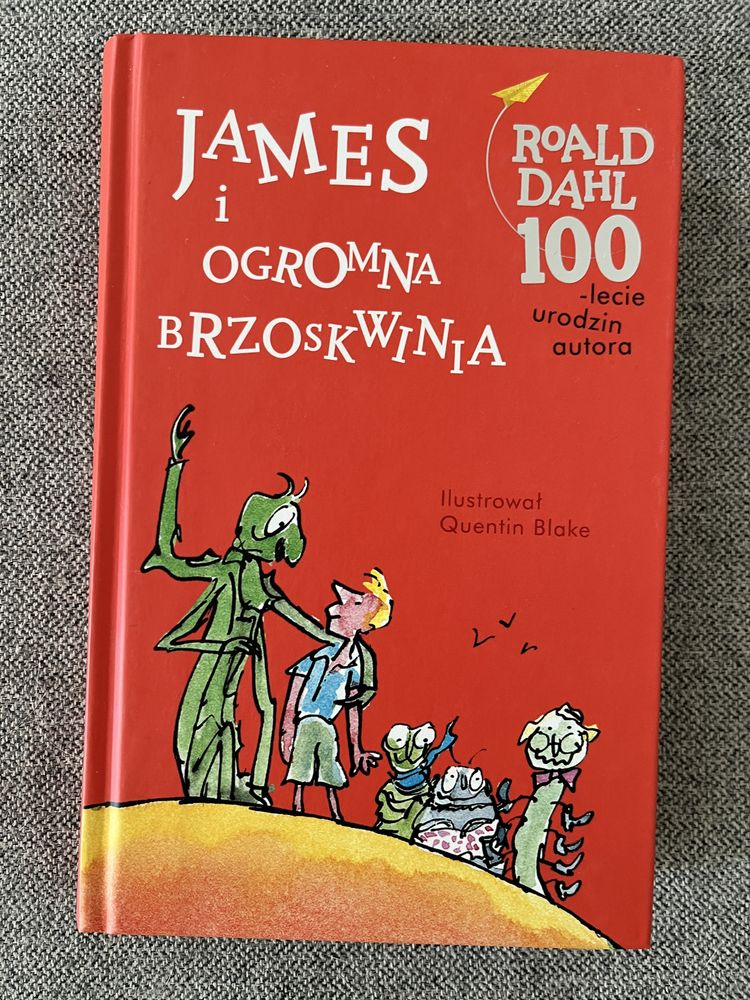 JAMES
i
OGROMNA
BRZOSKWINIA
ROALD
DAHL
100
-lecie
urodzin
autora
Ilustrował
Quentin Blake